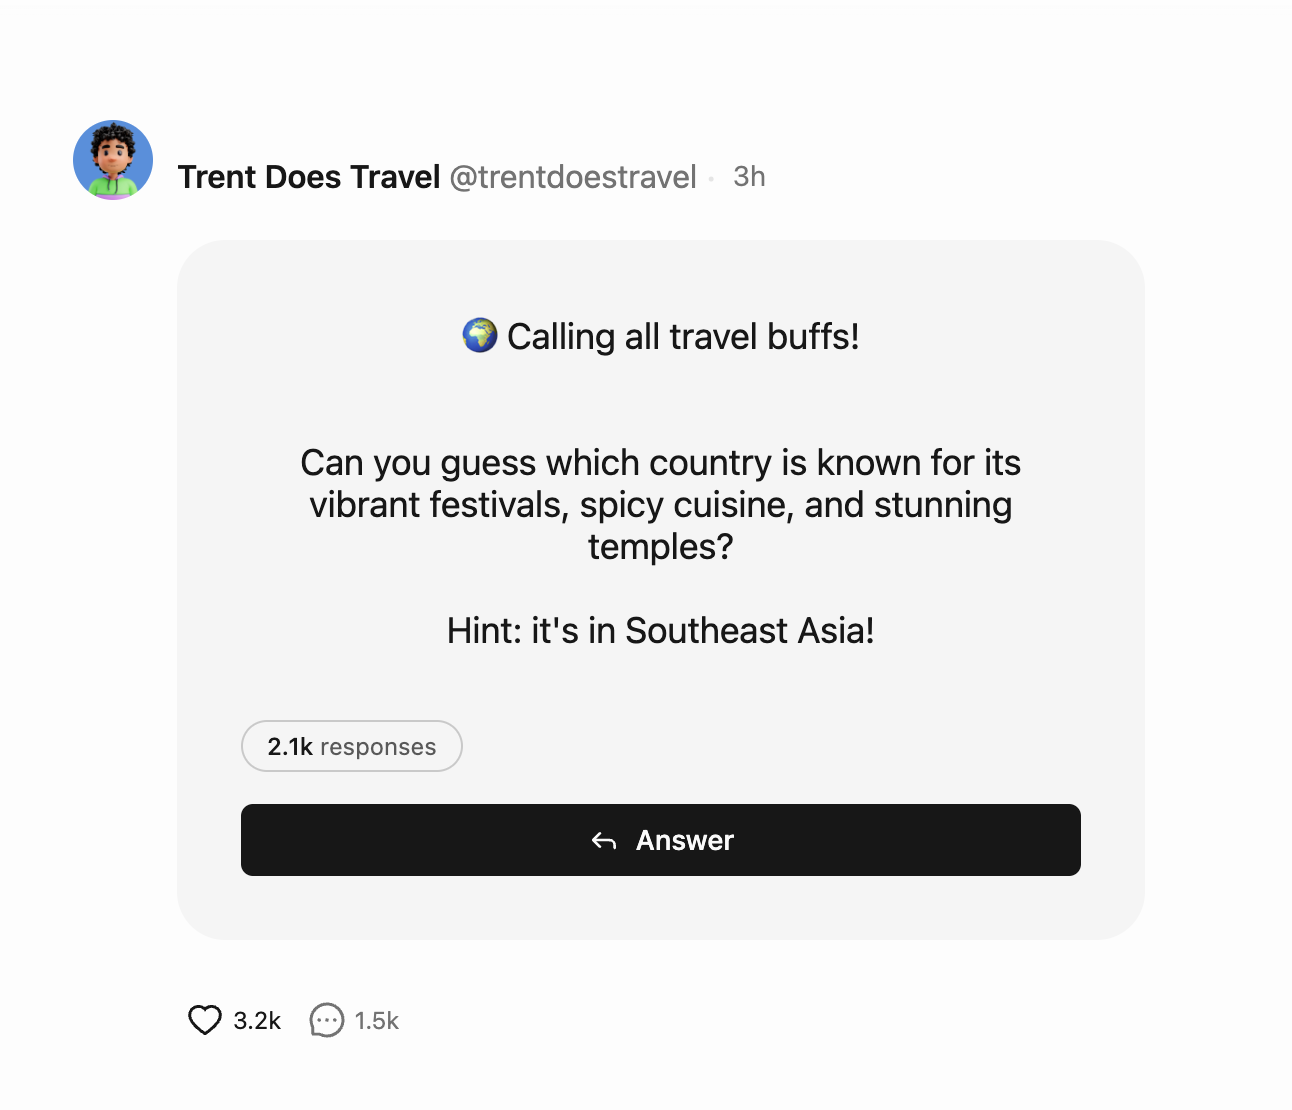 Trent Does Travel @trentdoestravel · 3h
🌍 Calling all travel buffs!
Can you guess which country is known for its
vibrant festivals, spicy cuisine, and stunning
temples?
Hint: it's in Southeast Asia!
2.1k responses
Answer
3.2k 1.5k